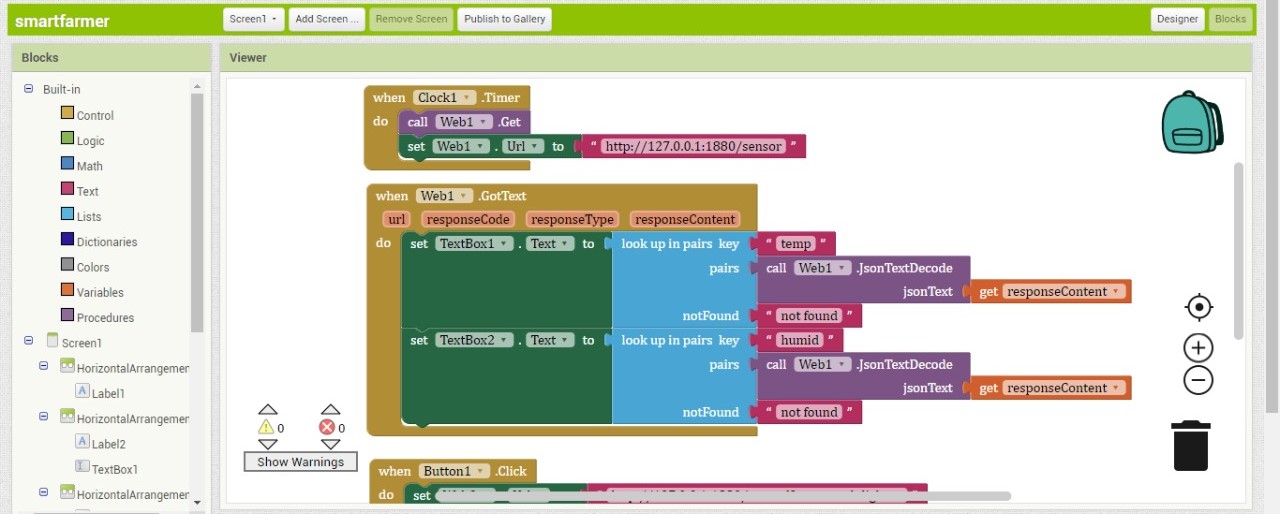 smartfarmer Screen1 Add Screen ... Remove Screen Publish to Gallery Designer Blocks
Blocks
Viewer
Built-in
Control
Logic
Math
Text
Lists
Dictionaries
Colors
Variables
Procedures
Screen1
HorizontalArrangemer
Label1
HorizontalArrangemer
Label2
TextBox1
HorizontalArrangemer
when Clock1 .Timer
do call Web1 .Get
set Web1 . Url to “ http://127.0.0.1:1880/sensor ”
when Web1 .GotText
url responseCode responseType responseContent
do set TextBox1 . Text to look up in pairs key “ temp ”
pairs call Web1 .JsonTextDecode
jsonText get responseContent
notFound “ not found ”
set TextBox2 . Text to look up in pairs key “ humid ”
pairs call Web1 .JsonTextDecode
jsonText get responseContent
notFound “ not found ”
when Button1 .Click
do set
0 0
Show Warnings